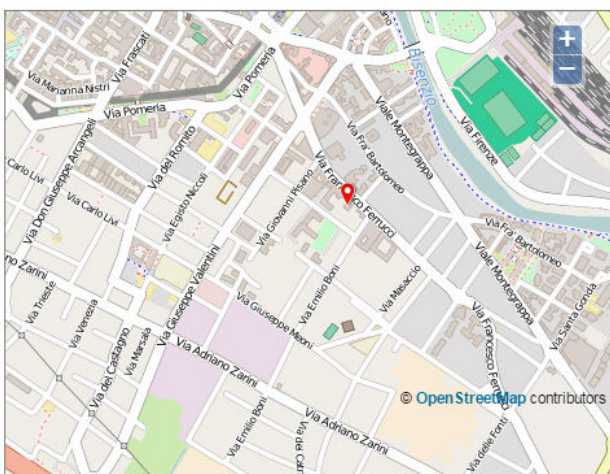 Via Frascati
Via Marianna Nistri
Via Pomeria
Via Pomeria
Bisenzio
+
−
Viale Montegrappa
Via Firenze
Via Don Giuseppe Arcangeli
Via del Romito
Carlo Livi
Via Carlo Livi
Via Egisto Niccoli
Via Giovanni Pisano
Via Fra' Bartolomeo
Via Francesco Ferrucci
Via Fra' Bartolomeo
Viale Montegrappa
Via Giuseppe Valentini
Via Emilio Boni
Via Masaccio
Via Santa Gonda
Zarini
Via Trieste
Via Venezia
Via del Castagno
Via Marsala
Via Giuseppe Meoni
Via Adriano Zarini
Via Francesco Ferrucci
© OpenStreetMap contributors
Via Emilio Boni
Via Adriano Zarini
Via delle Fonti